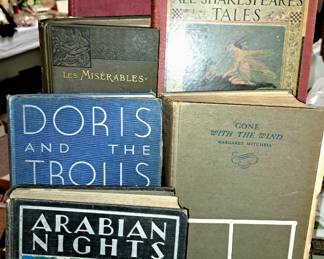 ALL SHAKESPEARE'S
TALES
LES MISÉRABLES
DORIS
AND THE
TROLLS
GONE
WITH THE WIND
MARGARET MITCHELL
ARABIAN
NIGHTS